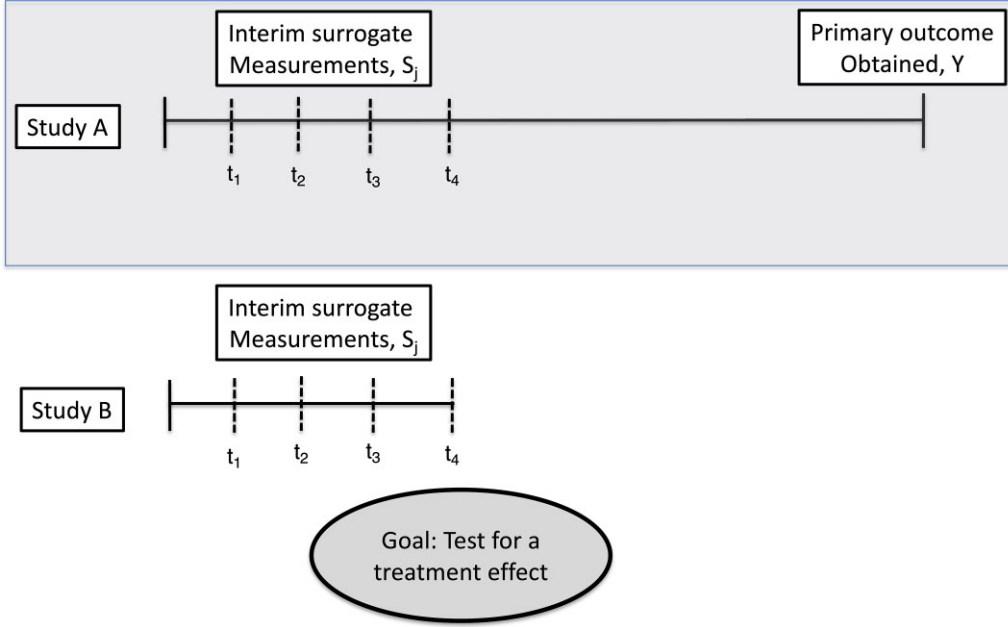 Interim surrogate
Measurements, Sj
Primary outcome
Obtained, Y
Study A
t1
t2
t3
t4
Interim surrogate
Measurements, Sj
Study B
t1
t2
t3
t4
Goal: Test for a
treatment effect